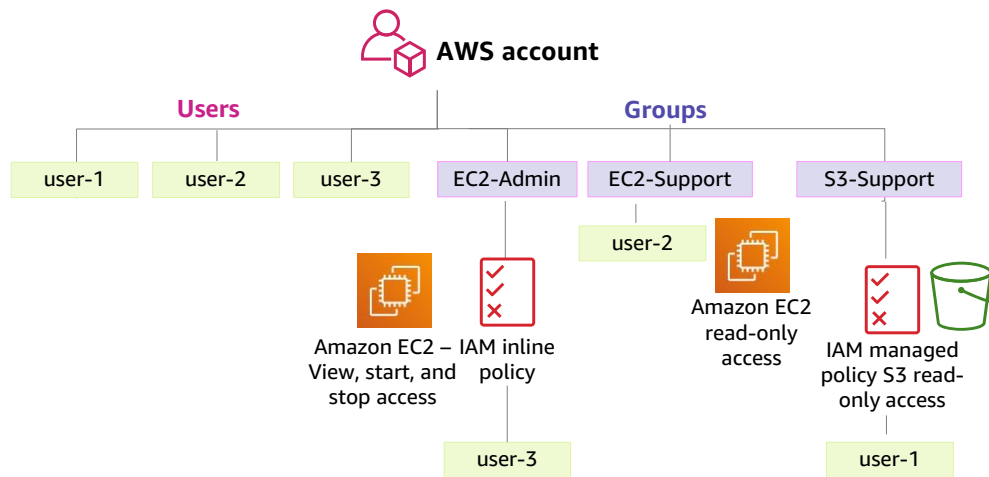 AWS account
Users
Groups
user-1
user-2
user-3
EC2-Admin
EC2-Support
S3-Support
user-2
Amazon EC2 –
View, start, and
stop access
IAM inline
policy
Amazon EC2
read-only
access
IAM managed
policy S3 read-
only access
user-3
user-1